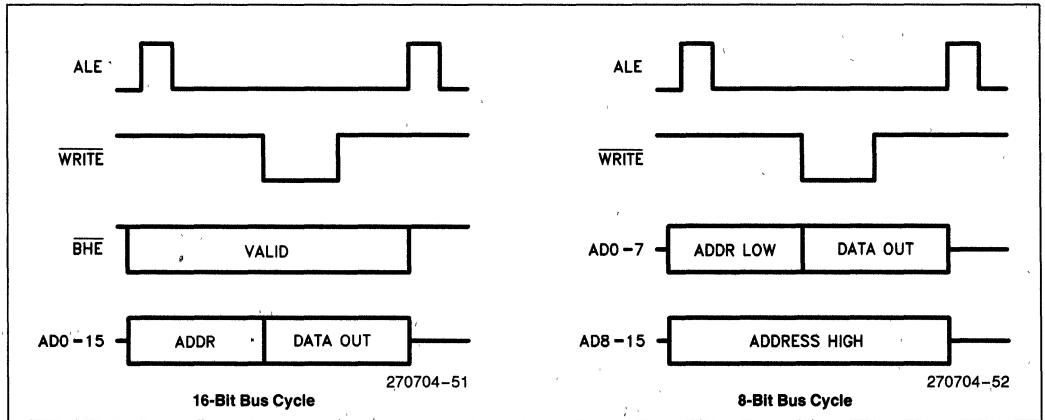 ALE
WRITE
BHE
VALID
AD0-15
ADDR
DATA OUT
270704-51
16-Bit Bus Cycle
ALE
WRITE
AD0-7
ADDR LOW
DATA OUT
AD8-15
ADDRESS HIGH
270704-52
8-Bit Bus Cycle